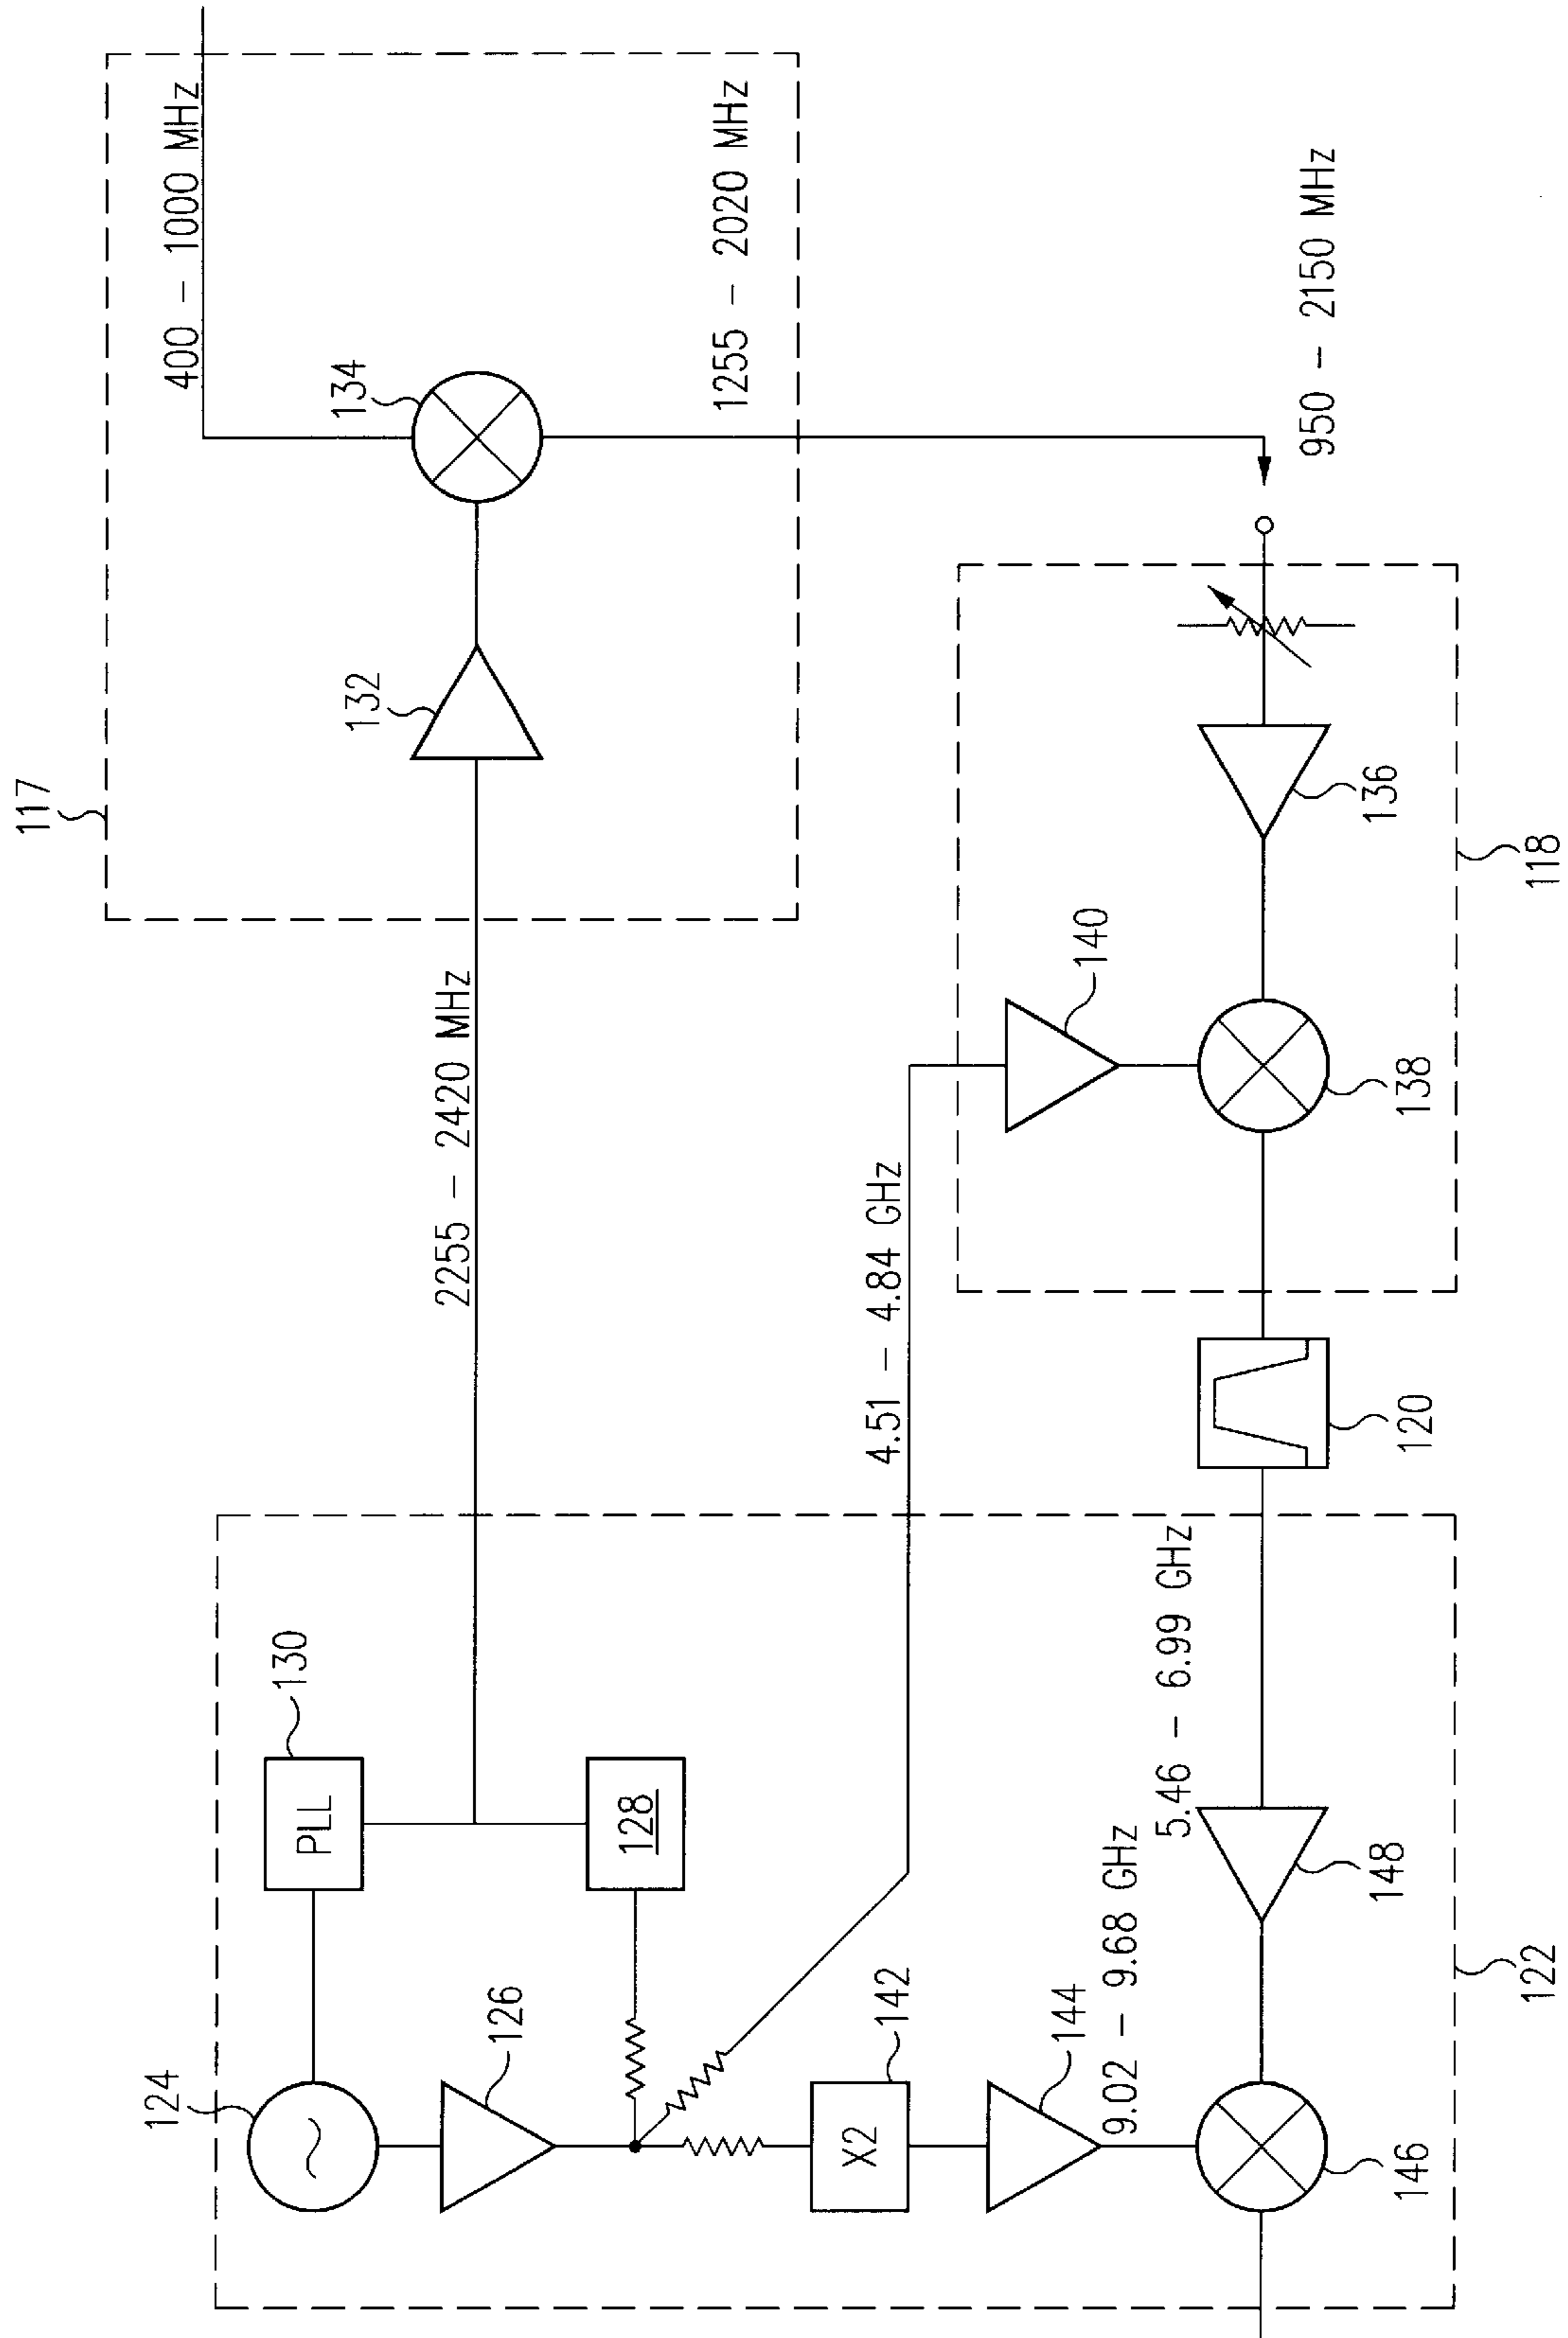 117
400 – 1000 MHz
134
132
1255 – 2020 MHz
2255 – 2420 MHz
950 – 2150 MHz
136
118
140
138
4.51 – 4.84 GHz
120
130
PLL
124
128
126
5.46 – 6.99 GHz
142
X2
144
9.02 – 9.68 GHz
148
146
122